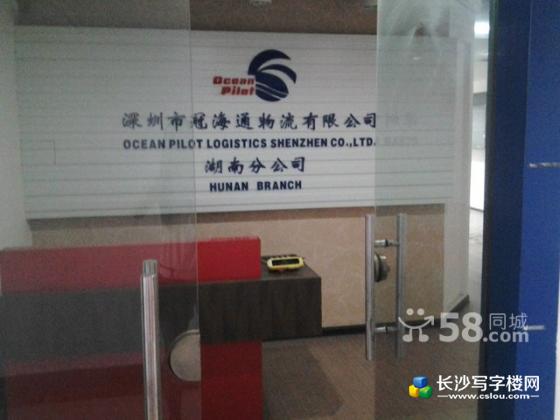 Ocean
Pilot
深圳市冠海通物流有限公司
OCEAN PILOT LOGISTICS SHENZHEN CO.,LTD.
湖南分公司
HUNAN BRANCH
58同城
.com
长沙写字楼网
www.cslou.com